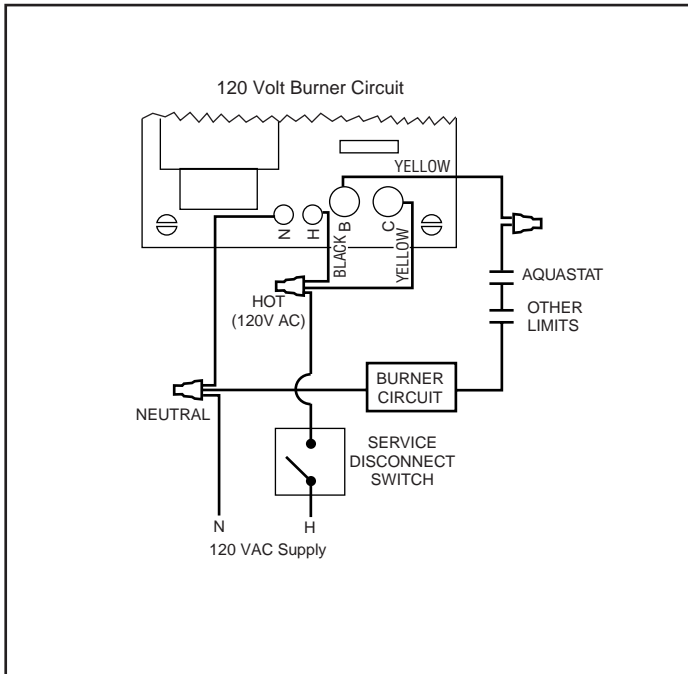 120 Volt Burner Circuit
YELLOW
N
H
B
C
BLACK
YELLOW
AQUASTAT
HOT
(120V AC)
OTHER
LIMITS
BURNER
CIRCUIT
NEUTRAL
SERVICE
DISCONNECT
SWITCH
N
H
120 VAC Supply